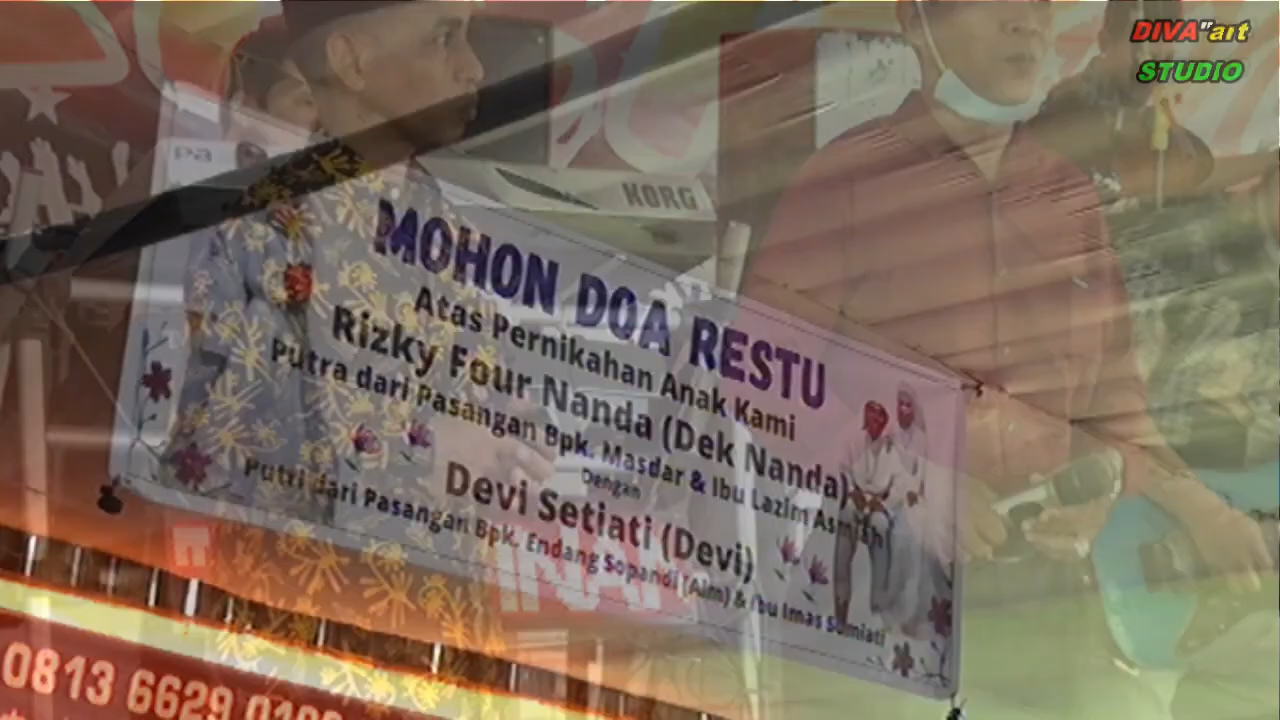 DIVA"art
STUDIO
Pa
KORG
MOHON DOA RESTU
Atas Pernikahan Anak Kami
Rizky Four Nanda (Dek Nanda)
Putra dari Pasangan Bpk. Masdar & Ibu Lazim Asmijah
Dengan
Devi Setiati (Devi)
Putri dari Pasangan Bpk. Endang Sopandi (Alm) & Ibu Imas Sumiati
0813 6629